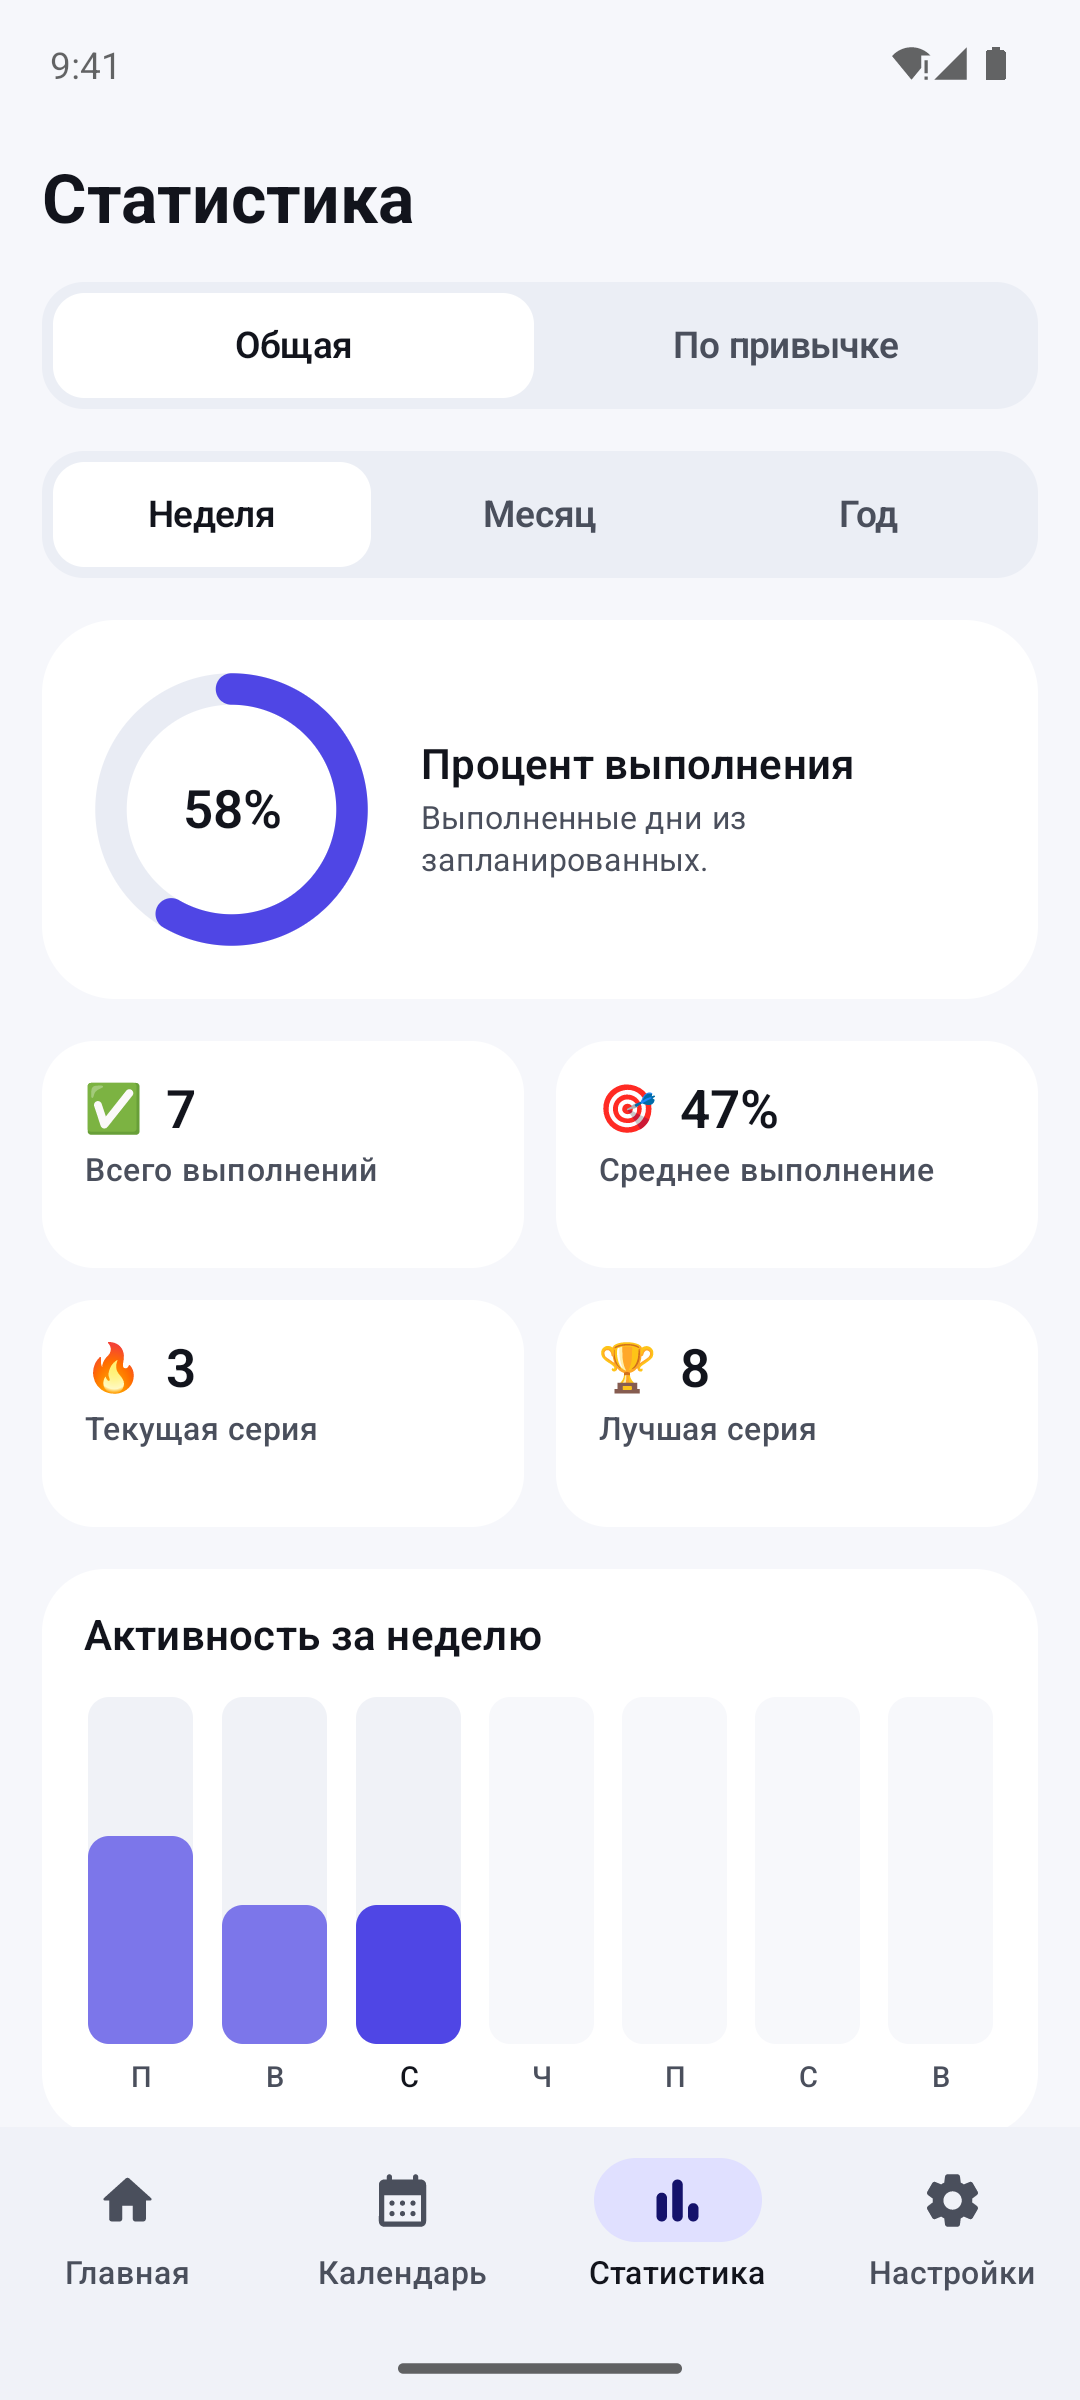 9:41
Статистика
Общая
По привычке
Неделя
Месяц
Год
58%
Процент выполнения
Выполненные дни из
запланированных.
7
Всего выполнений
47%
Среднее выполнение
3
Текущая серия
8
Лучшая серия
Активность за неделю
П В С Ч П С В
Главная
Календарь
Статистика
Настройки